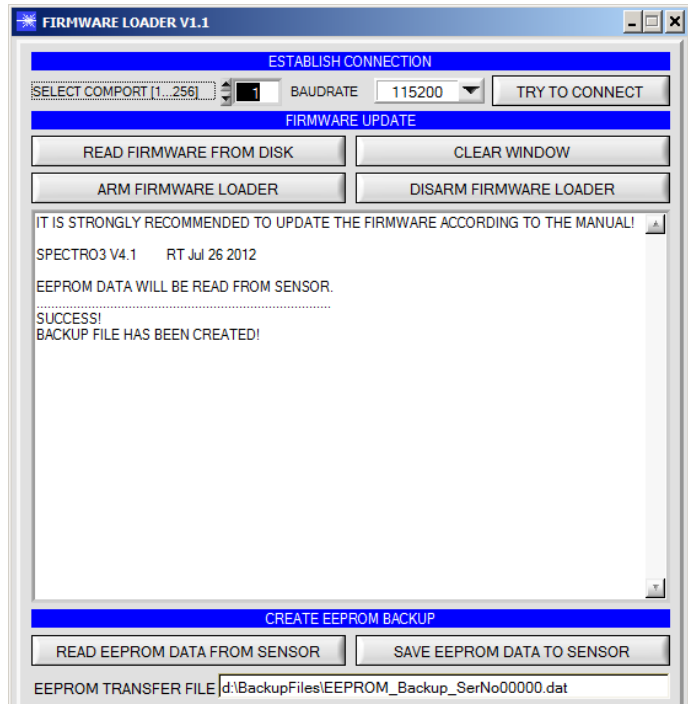 FIRMWARE LOADER V1.1
ESTABLISH CONNECTION
SELECT COMPORT [1...256] 1 BAUDRATE 115200 TRY TO CONNECT
FIRMWARE UPDATE
READ FIRMWARE FROM DISK CLEAR WINDOW
ARM FIRMWARE LOADER DISARM FIRMWARE LOADER
IT IS STRONGLY RECOMMENDED TO UPDATE THE FIRMWARE ACCORDING TO THE MANUAL!
SPECTRO3 V4.1 RT Jul 26 2012
EEPROM DATA WILL BE READ FROM SENSOR.
..........................................................................
SUCCESS!
BACKUP FILE HAS BEEN CREATED!
CREATE EEPROM BACKUP
READ EEPROM DATA FROM SENSOR SAVE EEPROM DATA TO SENSOR
EEPROM TRANSFER FILE d:\BackupFiles\EEPROM_Backup_SerNo00000.dat